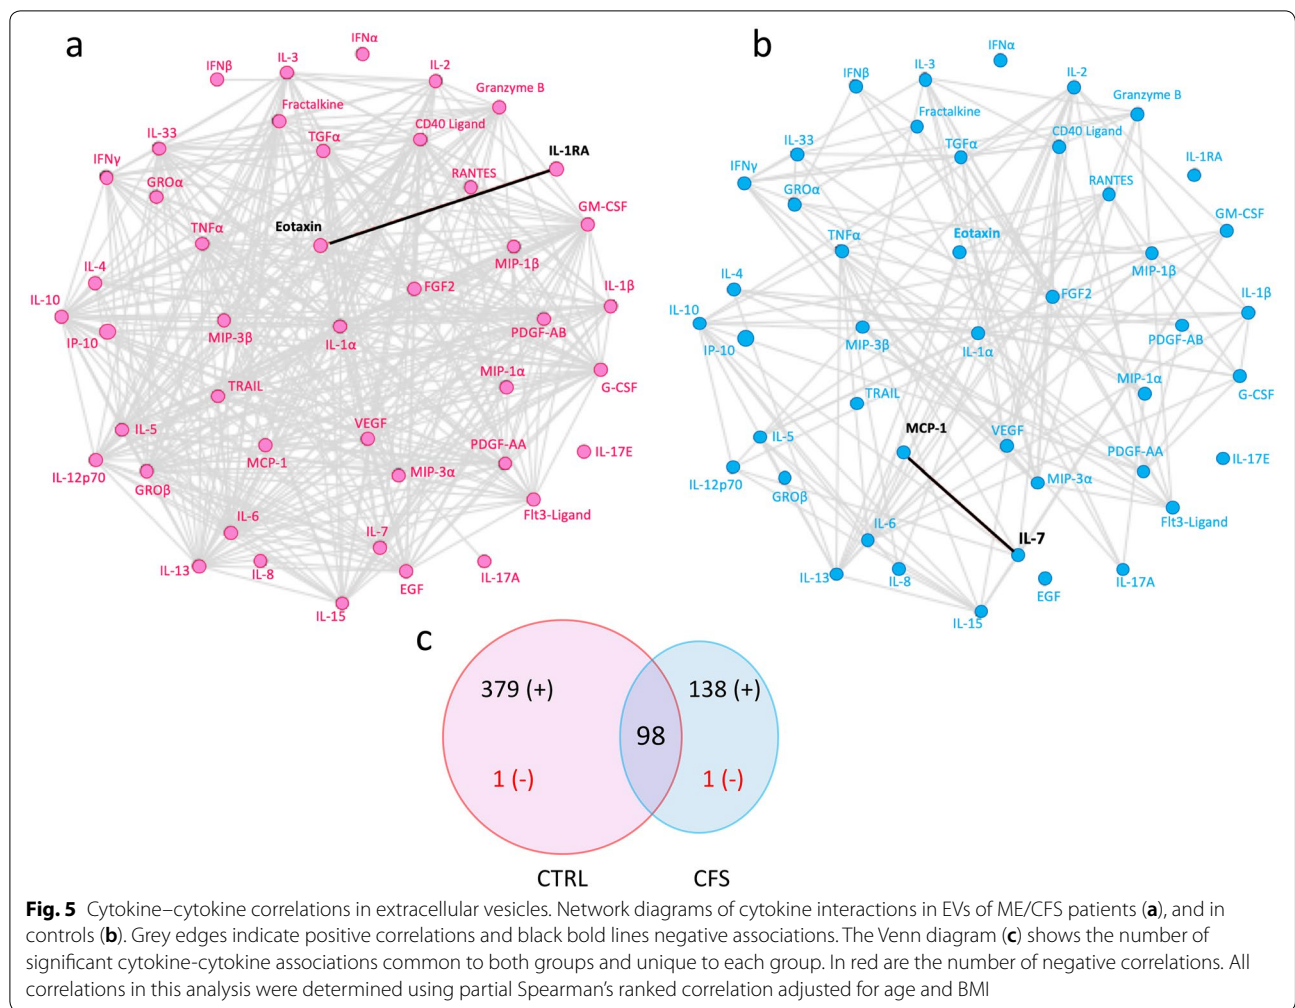 a
IFNα
IFNβ
IL-3
IL-2
Granzyme B
Fractalkine
CD40 Ligand
IL-33
TGFα
IL-1RA
IFNγ
RANTES
GROα
GM-CSF
TNFα
Eotaxin
MIP-1β
IL-4
FGF2
IL-10
IL-1β
IP-10
MIP-3β
IL-1α
PDGF-AB
MIP-1α
G-CSF
TRAIL
IL-5
VEGF
PDGF-AA
IL-17E
MCP-1
IL-12p70
MIP-3α
GROβ
Flt3-Ligand
IL-6
IL-7
IL-13
IL-8
EGF
IL-17A
IL-15
b
IFNα
IFNβ
IL-3
IL-2
Granzyme B
Fractalkine
CD40 Ligand
IL-33
TGFα
IL-1RA
IFNγ
RANTES
GROα
GM-CSF
TNFα
Eotaxin
MIP-1β
IL-4
FGF2
IL-10
IL-1β
IP-10
MIP-3β
IL-1α
PDGF-AB
MIP-1α
G-CSF
TRAIL
MCP-1
IL-5
VEGF
PDGF-AA
IL-17E
IL-12p70
MIP-3α
GROβ
Flt3-Ligand
IL-6
IL-7
IL-13
IL-8
EGF
IL-17A
IL-15
c
379 (+)
138 (+)
98
1 (-)
1 (-)
CTRL
CFS
Fig. 5 Cytokine–cytokine correlations in extracellular vesicles. Network diagrams of cytokine interactions in EVs of ME/CFS patients (a), and in
controls (b). Grey edges indicate positive correlations and black bold lines negative associations. The Venn diagram (c) shows the number of
significant cytokine-cytokine associations common to both groups and unique to each group. In red are the number of negative correlations. All
correlations in this analysis were determined using partial Spearman's ranked correlation adjusted for age and BMI